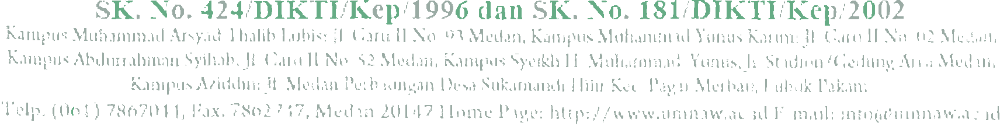 SK. No. 424/DIKTI/Kep/1996 dan SK. No. 181/DIKTI/Kep/2002
Kampus Muhammad Arsyad Thalib Lubis: Jl. Garu II No. 93 Medan, Kampus Muhammad Yunus Karim: Jl. Garu II No. 02 Medan,
Kampus Abdurrahman Syihab: Jl. Garu II No. 52 Medan, Kampus Syeikh H. Muhammad Yunus, Jl. Stadion/Gedung Arca Medan,
Kampus Aziddin: Jl. Medan Perbaungan Desa Sukamandi Hilir Kec. Pagar Merbau, Lubuk Pakam
Telp. (061) 7867044, Fax. 7862747, Medan 20147 Home Page: http://www.umnaw.ac.id E-mail: info@umnaw.ac.id